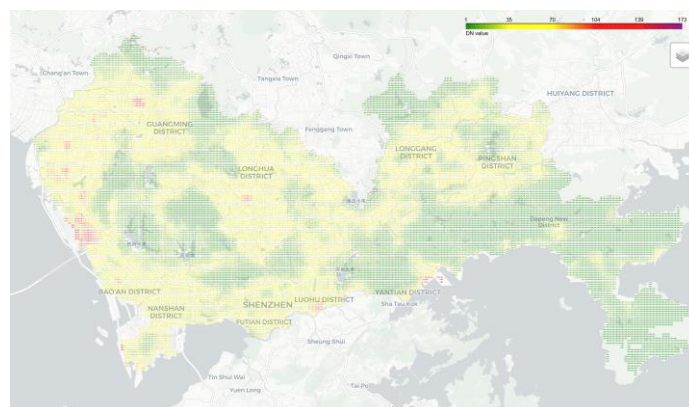 1 35 70 104 139 173
DN value
Qingxi Town
Chang'an Town
Tangxia Town
HUIYANG DISTRICT
GUANGMING
DISTRICT
Fenggang Town
LONGGANG
DISTRICT
PINGSHAN
DISTRICT
LONGHUA
DISTRICT
Dapeng New
District
BAO'AN DISTRICT
YANTIAN DISTRICT
NANSHAN
DISTRICT
SHENZHEN
LUOHU DISTRICT
Sha Tau Kok
FUTIAN DISTRICT
Sheung Shui
Tin Shui Wai
Tai Po
Yuen Long